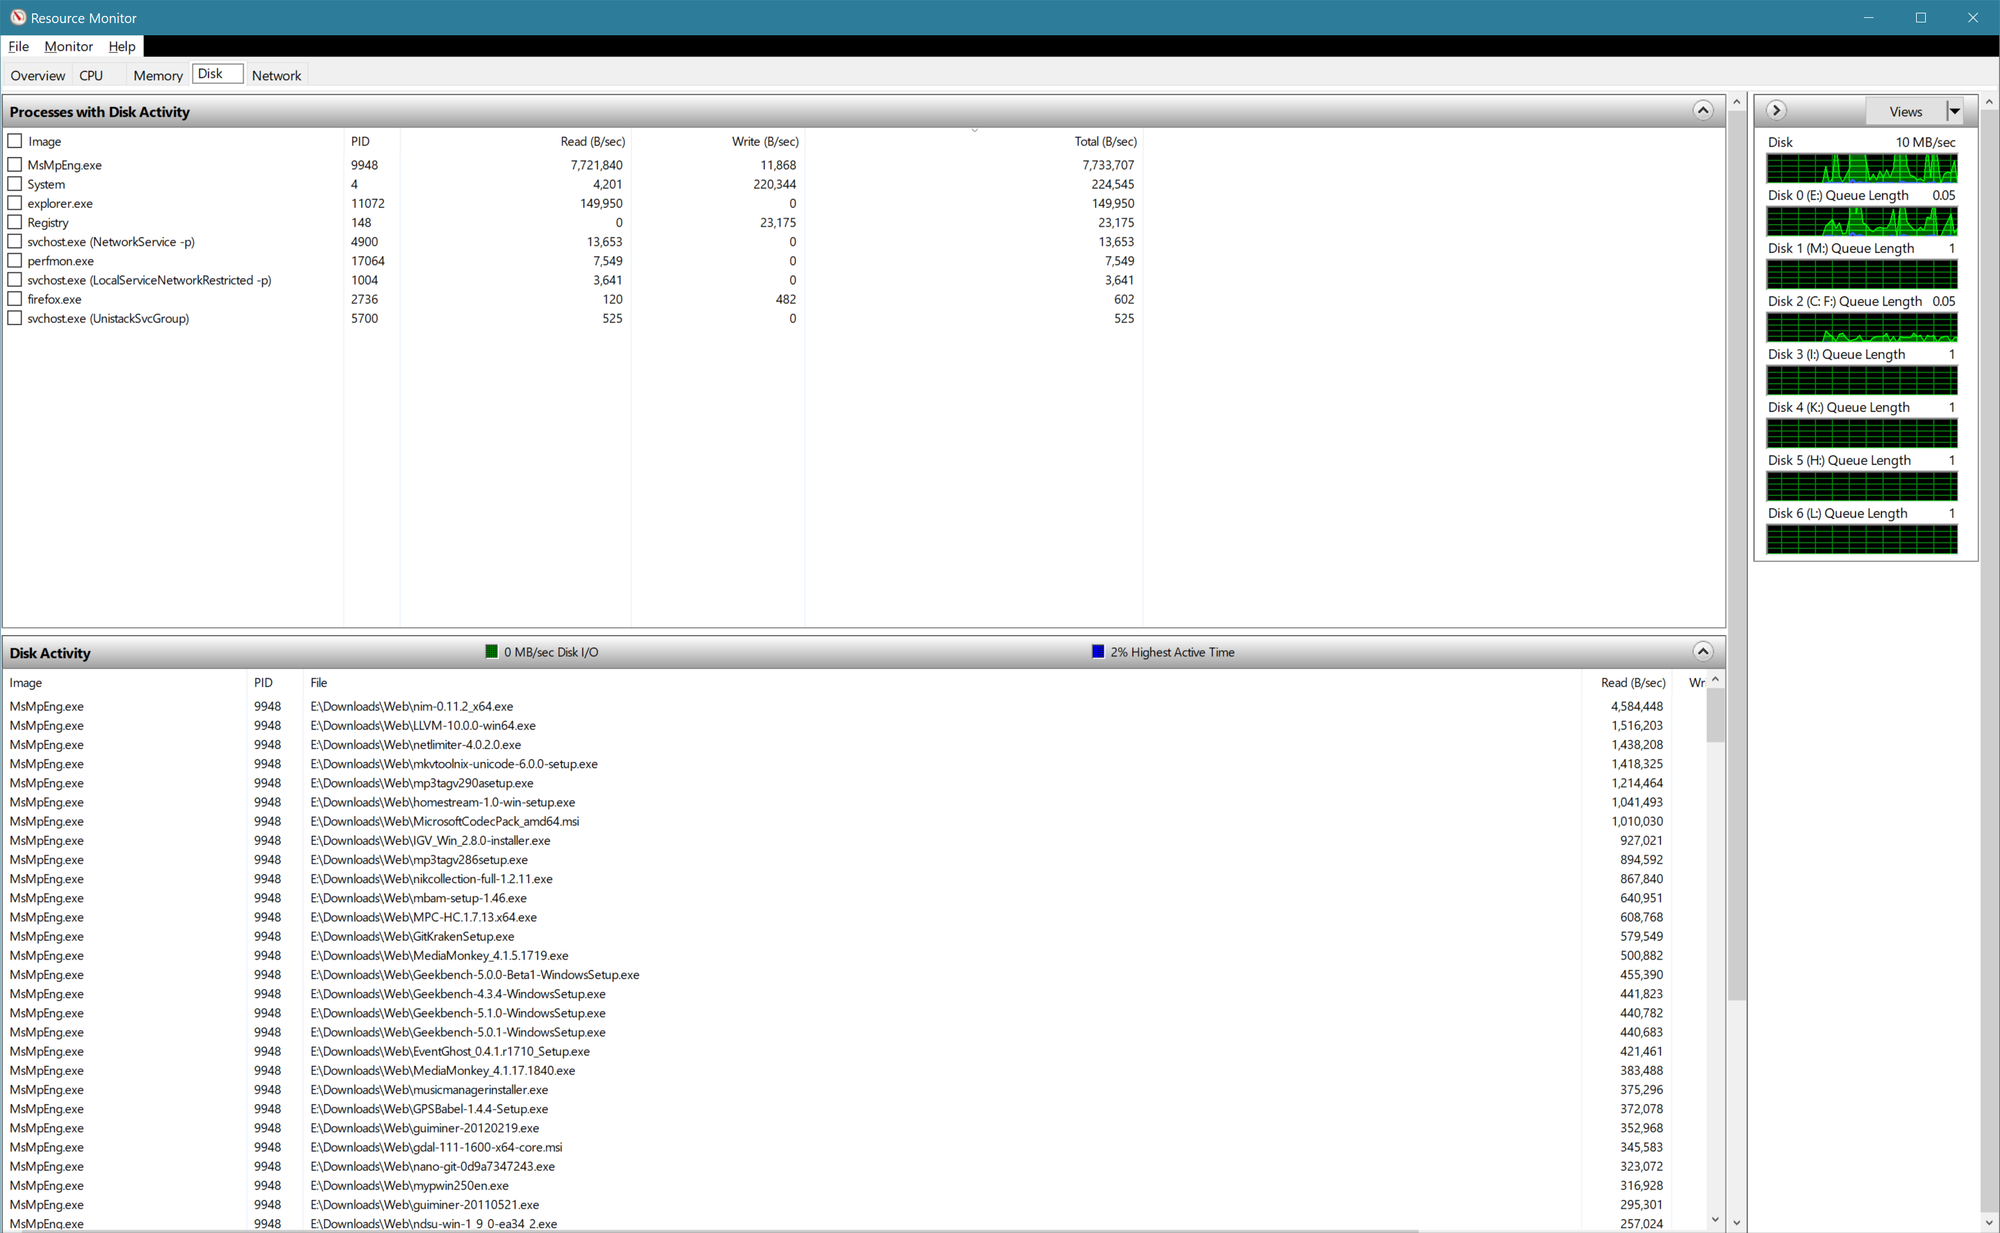 Resource Monitor
File Monitor Help
Overview CPU Memory Disk Network
Processes with Disk Activity
Image PID Read (B/sec) Write (B/sec) Total (B/sec)
MsMpEng.exe 9948 7,721,840 11,868 7,733,707
System 4 4,201 220,344 224,545
explorer.exe 11072 149,950 0 149,950
Registry 148 0 23,175 23,175
svchost.exe (NetworkService -p) 4900 13,653 0 13,653
perfmon.exe 17064 7,549 0 7,549
svchost.exe (LocalServiceNetworkRestricted -p) 1004 3,641 0 3,641
firefox.exe 2736 120 482 602
svchost.exe (UnistackSvcGroup) 5700 525 0 525
Disk Activity 0 MB/sec Disk I/O 2% Highest Active Time
Image PID File Read (B/sec) Wr
MsMpEng.exe 9948 E:\Downloads\Web\nim-0.11.2_x64.exe 4,584,448
MsMpEng.exe 9948 E:\Downloads\Web\LLVM-10.0.0-win64.exe 1,516,203
MsMpEng.exe 9948 E:\Downloads\Web\netlimiter-4.0.2.0.exe 1,438,208
MsMpEng.exe 9948 E:\Downloads\Web\mkvtoolnix-unicode-6.0.0-setup.exe 1,418,325
MsMpEng.exe 9948 E:\Downloads\Web\mp3tagv290asetup.exe 1,214,464
MsMpEng.exe 9948 E:\Downloads\Web\homestream-1.0-win-setup.exe 1,041,493
MsMpEng.exe 9948 E:\Downloads\Web\MicrosoftCodecPack_amd64.msi 1,010,030
MsMpEng.exe 9948 E:\Downloads\Web\IGV_Win_2.8.0-installer.exe 927,021
MsMpEng.exe 9948 E:\Downloads\Web\mp3tagv286setup.exe 894,592
MsMpEng.exe 9948 E:\Downloads\Web\nikcollection-full-1.2.11.exe 867,840
MsMpEng.exe 9948 E:\Downloads\Web\mbam-setup-1.46.exe 640,951
MsMpEng.exe 9948 E:\Downloads\Web\MPC-HC.1.7.13.x64.exe 608,768
MsMpEng.exe 9948 E:\Downloads\Web\GitKrakenSetup.exe 579,549
MsMpEng.exe 9948 E:\Downloads\Web\MediaMonkey_4.1.5.1719.exe 500,882
MsMpEng.exe 9948 E:\Downloads\Web\Geekbench-5.0.0-Beta1-WindowsSetup.exe 455,390
MsMpEng.exe 9948 E:\Downloads\Web\Geekbench-4.3.4-WindowsSetup.exe 441,823
MsMpEng.exe 9948 E:\Downloads\Web\Geekbench-5.1.0-WindowsSetup.exe 440,782
MsMpEng.exe 9948 E:\Downloads\Web\Geekbench-5.0.1-WindowsSetup.exe 440,683
MsMpEng.exe 9948 E:\Downloads\Web\EventGhost_0.4.1.r1710_Setup.exe 421,461
MsMpEng.exe 9948 E:\Downloads\Web\MediaMonkey_4.1.17.1840.exe 383,488
MsMpEng.exe 9948 E:\Downloads\Web\musicmanagerinstaller.exe 375,296
MsMpEng.exe 9948 E:\Downloads\Web\GPSBabel-1.4.4-Setup.exe 372,078
MsMpEng.exe 9948 E:\Downloads\Web\guiminer-20120219.exe 352,968
MsMpEng.exe 9948 E:\Downloads\Web\gdal-111-1600-x64-core.msi 345,583
MsMpEng.exe 9948 E:\Downloads\Web\nano-git-0d9a7347243.exe 323,072
MsMpEng.exe 9948 E:\Downloads\Web\mypwin250en.exe 316,928
MsMpEng.exe 9948 E:\Downloads\Web\guiminer-20110521.exe 295,301
MsMpEng.exe 9948 E:\Downloads\Web\ndsu-win-1_9_0-ea34_2.exe 257,024
Views
Disk 10 MB/sec
Disk 0 (E:) Queue Length 0.05
Disk 1 (M:) Queue Length 1
Disk 2 (C: F:) Queue Length 0.05
Disk 3 (I:) Queue Length 1
Disk 4 (K:) Queue Length 1
Disk 5 (H:) Queue Length 1
Disk 6 (L:) Queue Length 1